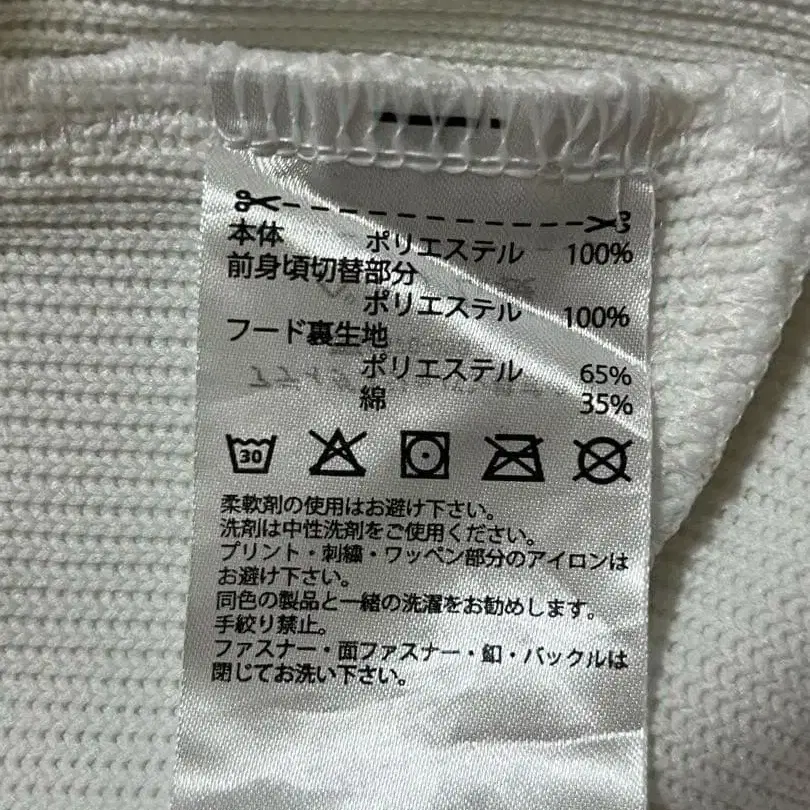 本体 ポリエステル 100%
前身頃切替部分
ポリエステル 100%
フード裏生地
ポリエステル 65%
綿 35%
30
柔軟剤の使用はお避け下さい。
洗剤は中性洗剤をご使用ください。
プリント・刺繍・ワッペン部分のアイロンは
お避け下さい。
同色の製品と一緒の洗濯をお勧めします。
手絞り禁止。
ファスナー・面ファスナー・釦・バックルは
閉じてお洗い下さい。